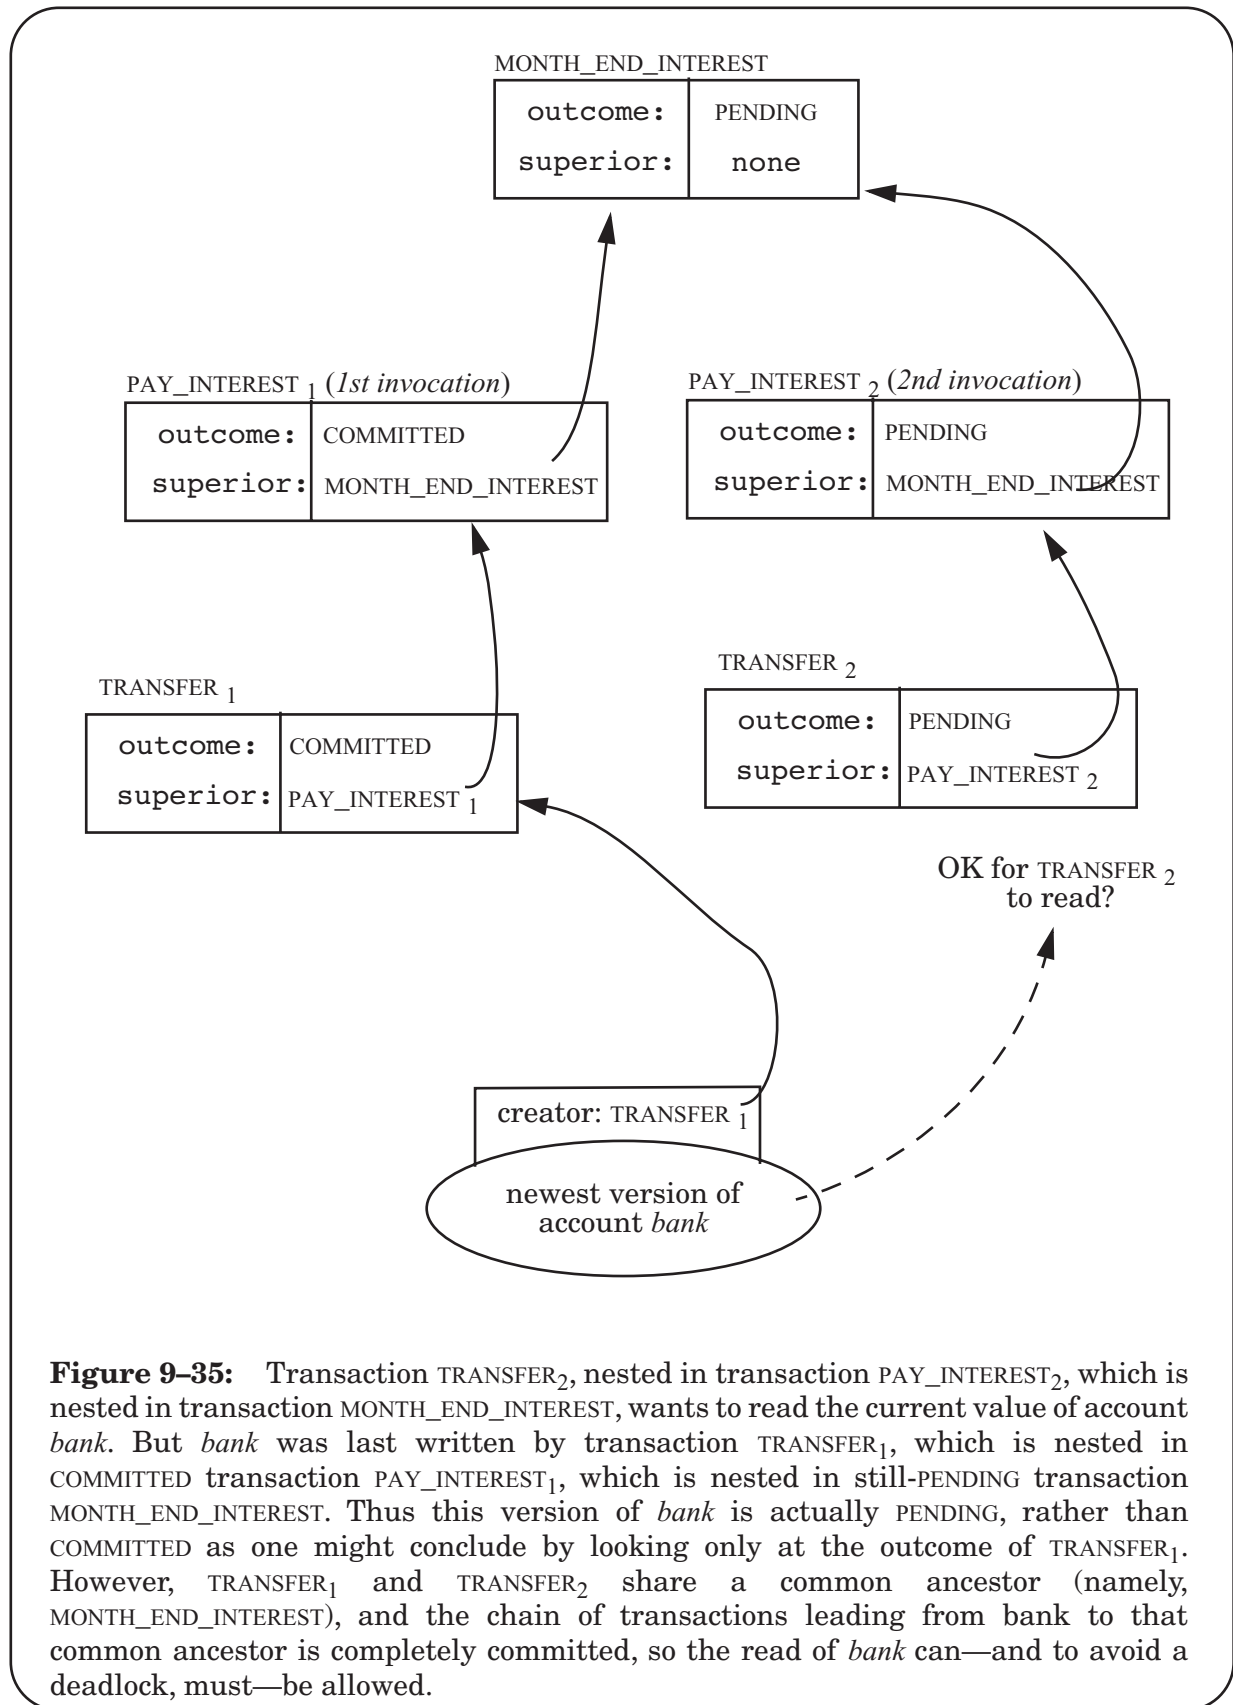 MONTH_END_INTEREST
outcome: PENDING
superior: none
PAY_INTEREST 1 (1st invocation)
outcome: COMMITTED
superior: MONTH_END_INTEREST
PAY_INTEREST 2 (2nd invocation)
outcome: PENDING
superior: MONTH_END_INTEREST
TRANSFER 1
outcome: COMMITTED
superior: PAY_INTEREST 1
TRANSFER 2
outcome: PENDING
superior: PAY_INTEREST 2
OK for TRANSFER 2
to read?
creator: TRANSFER 1
newest version of
account bank
Figure 9–35: Transaction TRANSFER2, nested in transaction PAY_INTEREST2, which is
nested in transaction MONTH_END_INTEREST, wants to read the current value of account
bank. But bank was last written by transaction TRANSFER1, which is nested in
COMMITTED transaction PAY_INTEREST1, which is nested in still-PENDING transaction
MONTH_END_INTEREST. Thus this version of bank is actually PENDING, rather than
COMMITTED as one might conclude by looking only at the outcome of TRANSFER1.
However, TRANSFER1 and TRANSFER2 share a common ancestor (namely,
MONTH_END_INTEREST), and the chain of transactions leading from bank to that
common ancestor is completely committed, so the read of bank can—and to avoid a
deadlock, must—be allowed.